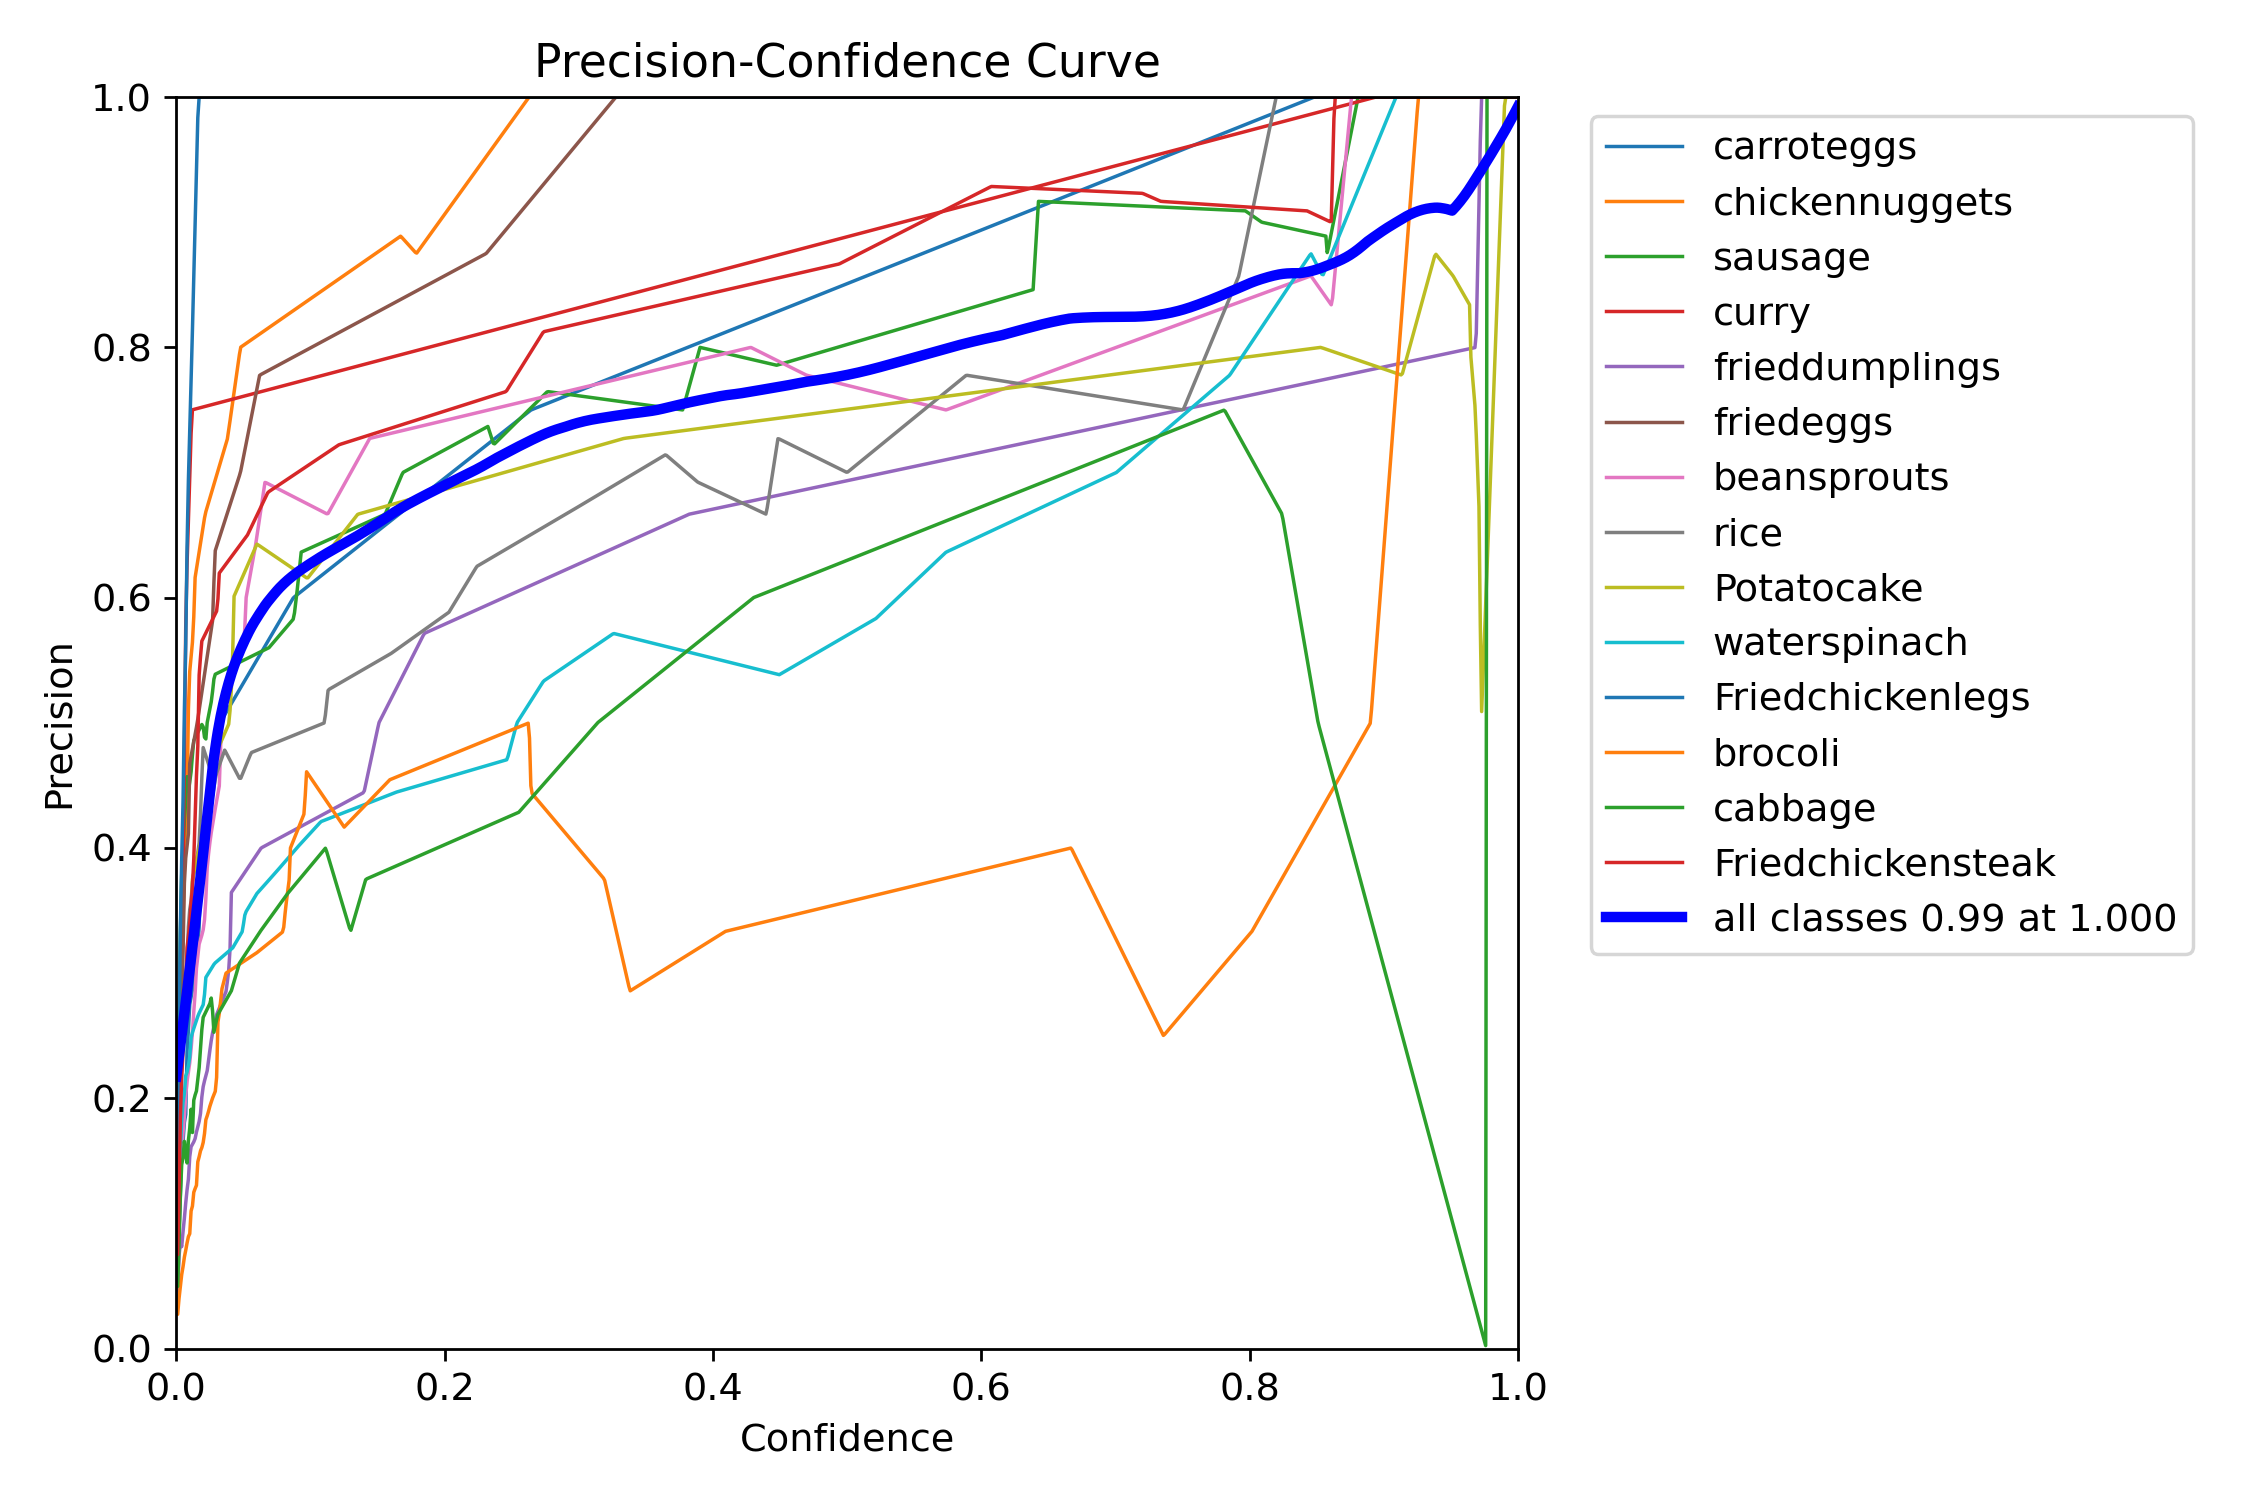 Precision-Confidence Curve
1.0
0.8
0.6
0.4
0.2
0.0
Precision
0.0 0.2 0.4 0.6 0.8 1.0
Confidence
carroteggs
chickennuggets
sausage
curry
frieddumplings
friedeggs
beansprouts
rice
Potatocake
waterspinach
Friedchickenlegs
brocoli
cabbage
Friedchickensteak
all classes 0.99 at 1.000